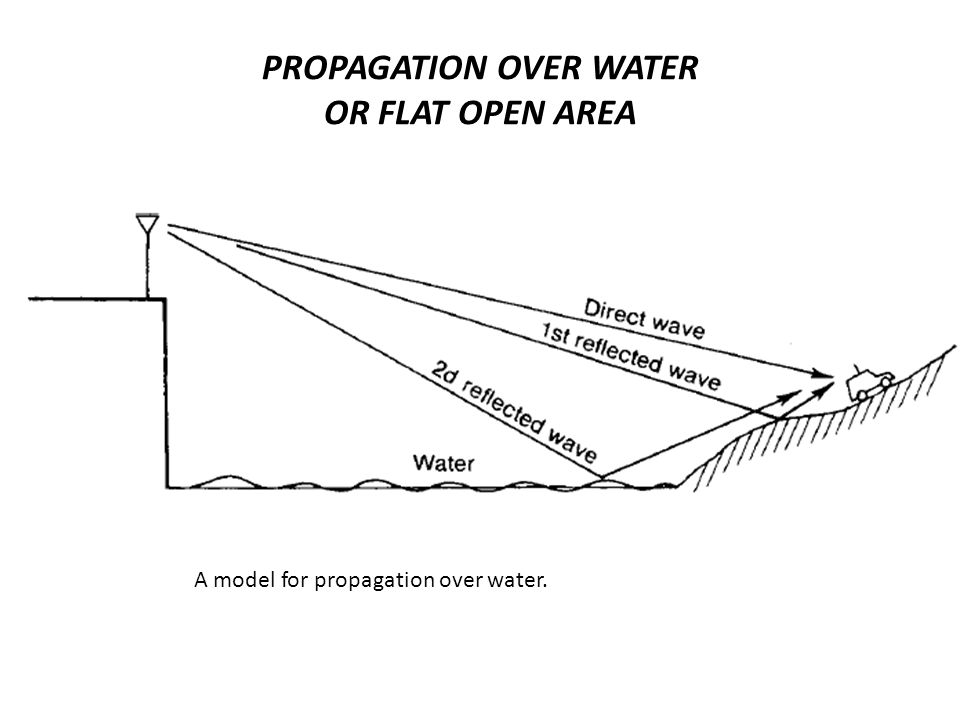 PROPAGATION OVER WATER
OR FLAT OPEN AREA
Direct wave
1st reflected wave
2d reflected wave
Water
A model for propagation over water.